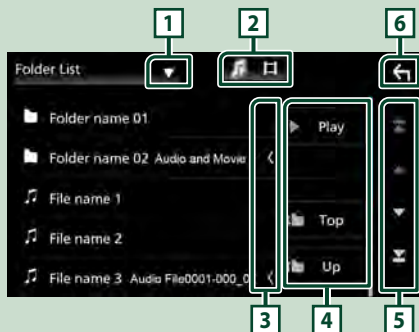 1 2 6
Folder List
Folder name 01
Play
Folder name 02 Audio and Movie
File name 1
File name 2
Top
File name 3 Audio File0001-000_0
Up
3 4 5